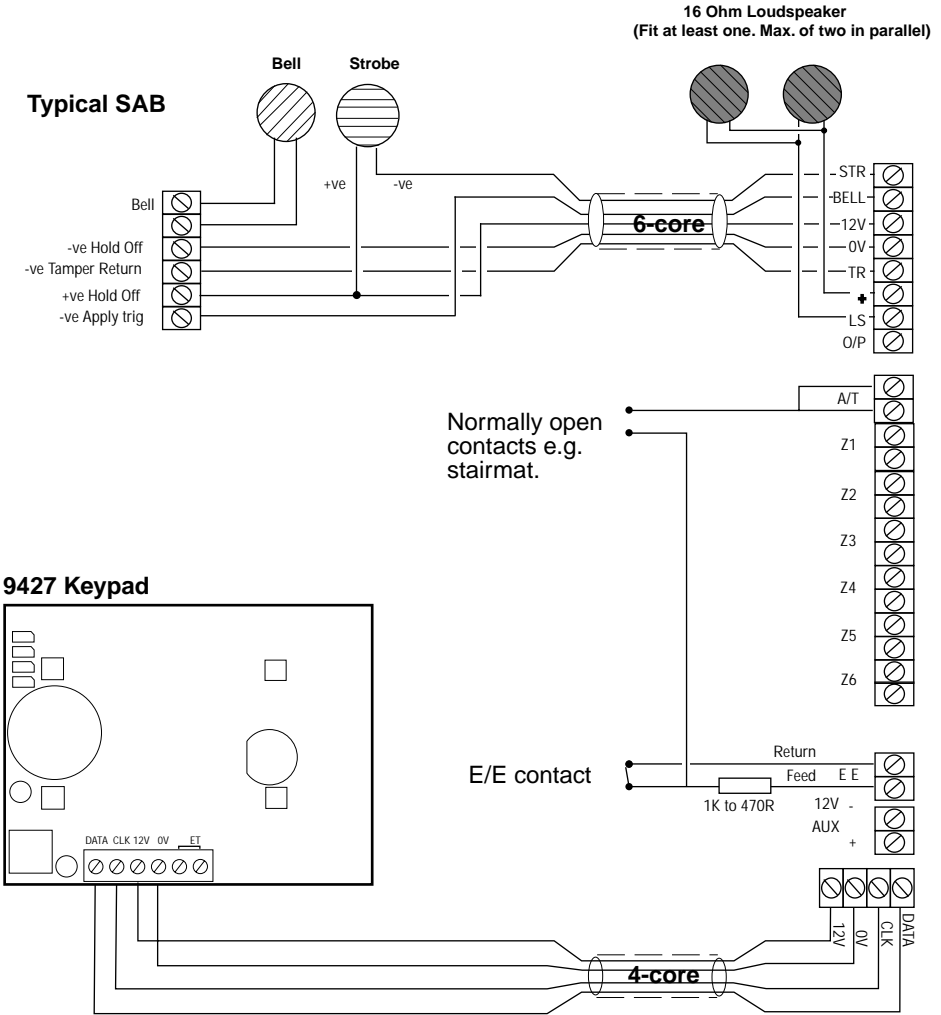 16 Ohm Loudspeaker
(Fit at least one. Max. of two in parallel)
Bell
Strobe
Typical SAB
+ve
-ve
Bell
-ve Hold Off
-ve Tamper Return
+ve Hold Off
-ve Apply trig
6-core
STR
BELL
12V
0V
TR
+
LS
O/P
A/T
Normally open
contacts e.g.
stairmat.
Z1
Z2
Z3
Z4
Z5
Z6
9427 Keypad
DATA CLK 12V 0V ET
E/E contact
Return
Feed E E
1K to 470R
12V -
AUX
+
12V
0V
CLK
DATA
4-core